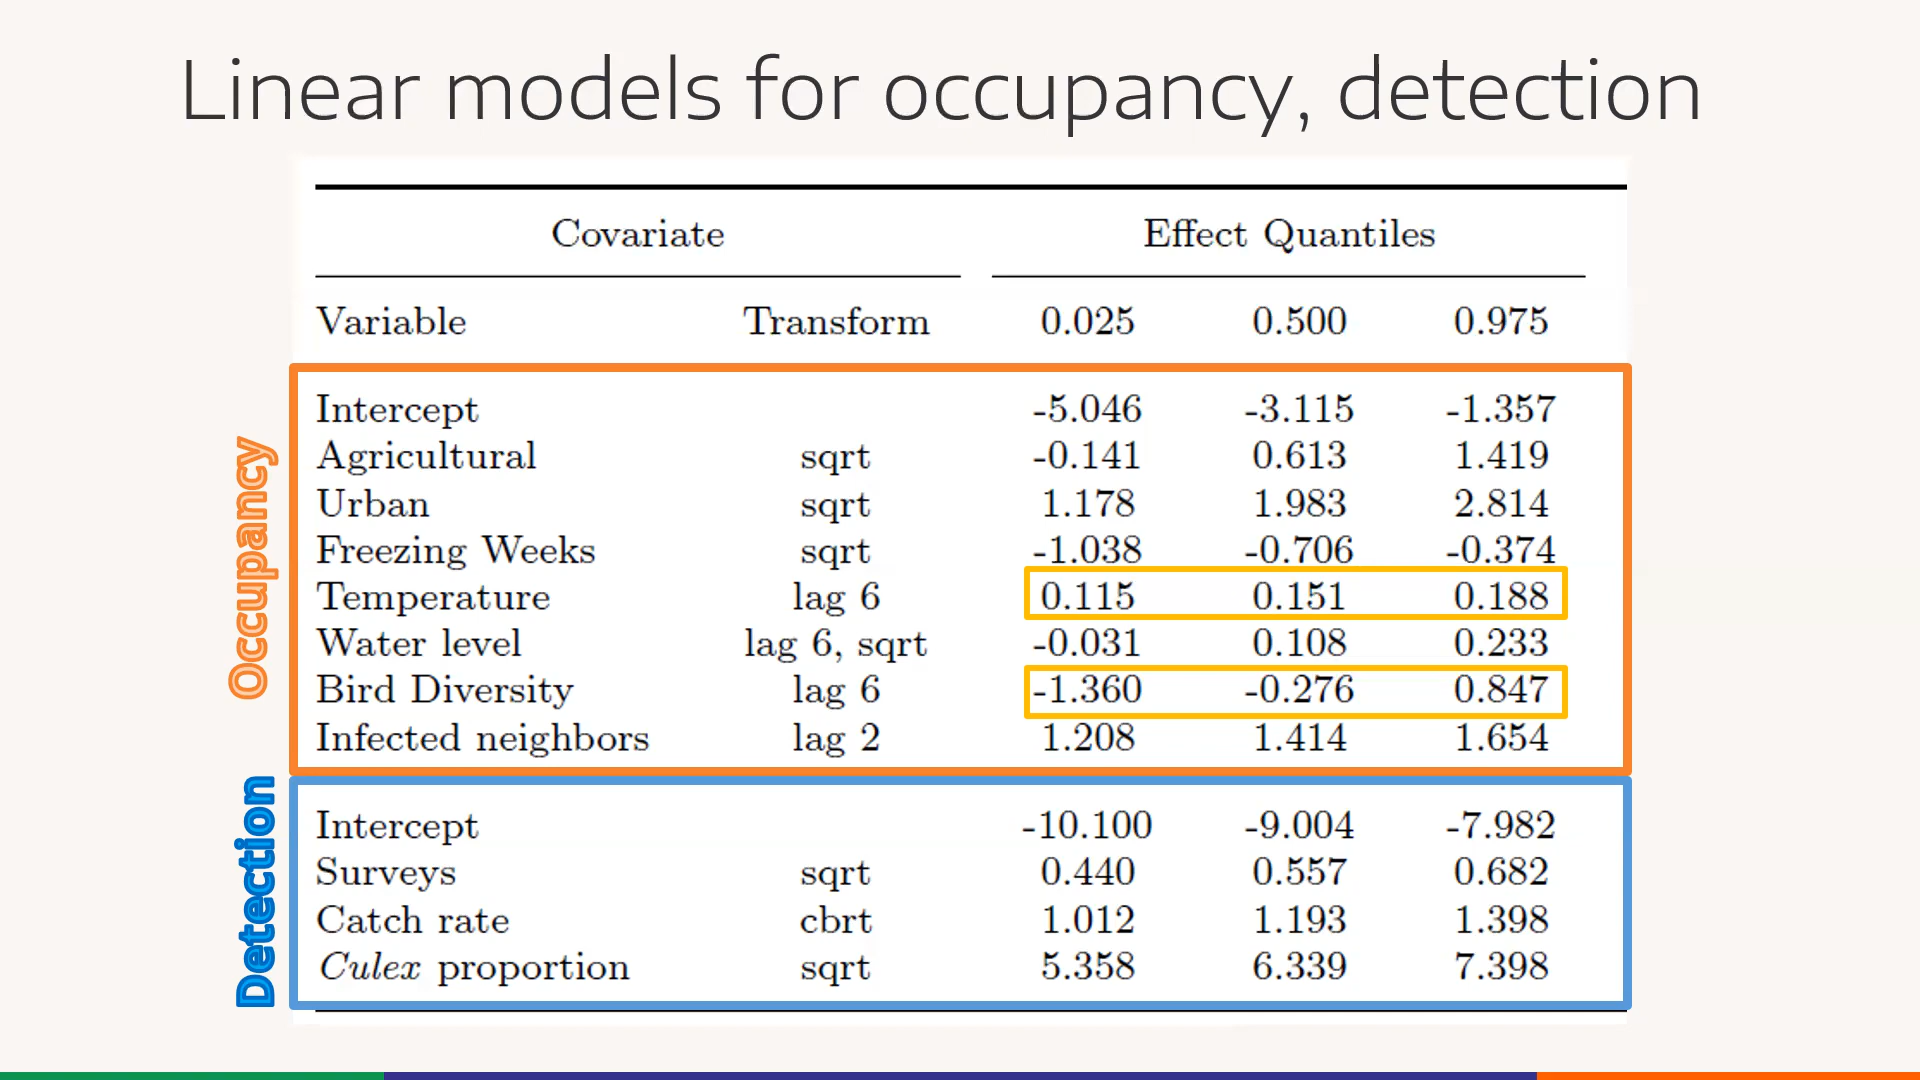 Linear models for occupancy, detection
Covariate Effect Quantiles
Variable Transform 0.025 0.500 0.975
Occupancy
Intercept -5.046 -3.115 -1.357
Agricultural sqrt -0.141 0.613 1.419
Urban sqrt 1.178 1.983 2.814
Freezing Weeks sqrt -1.038 -0.706 -0.374
Temperature lag 6 0.115 0.151 0.188
Water level lag 6, sqrt -0.031 0.108 0.233
Bird Diversity lag 6 -1.360 -0.276 0.847
Infected neighbors lag 2 1.208 1.414 1.654
Detection
Intercept -10.100 -9.004 -7.982
Surveys sqrt 0.440 0.557 0.682
Catch rate cbrt 1.012 1.193 1.398
Culex proportion sqrt 5.358 6.339 7.398